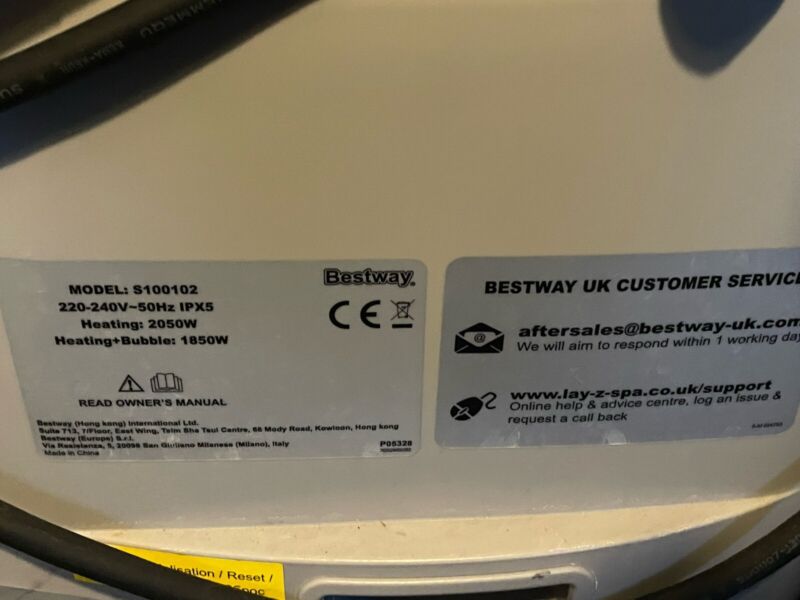 Bestway
MODEL: S100102
220-240V~50Hz IPX5
Heating: 2050W
Heating+Bubble: 1850W
CE
READ OWNER'S MANUAL
Bestway (Hong kong) International Ltd.
Suite 713, 7/Floor, East Wing, Tsim Sha Tsui Centre, 66 Mody Road, Kowloon, Hong kong
Bestway (Europe) S.r.l.
Via Resistenza, 5, 20098 San Giuliano Milanese (Milano), Italy
Made in China
P05328
BESTWAY UK CUSTOMER SERVICE
aftersales@bestway-uk.com
We will aim to respond within 1 working day
www.lay-z-spa.co.uk/support
Online help & advice centre, log an issue &
request a call back
isation / Reset /